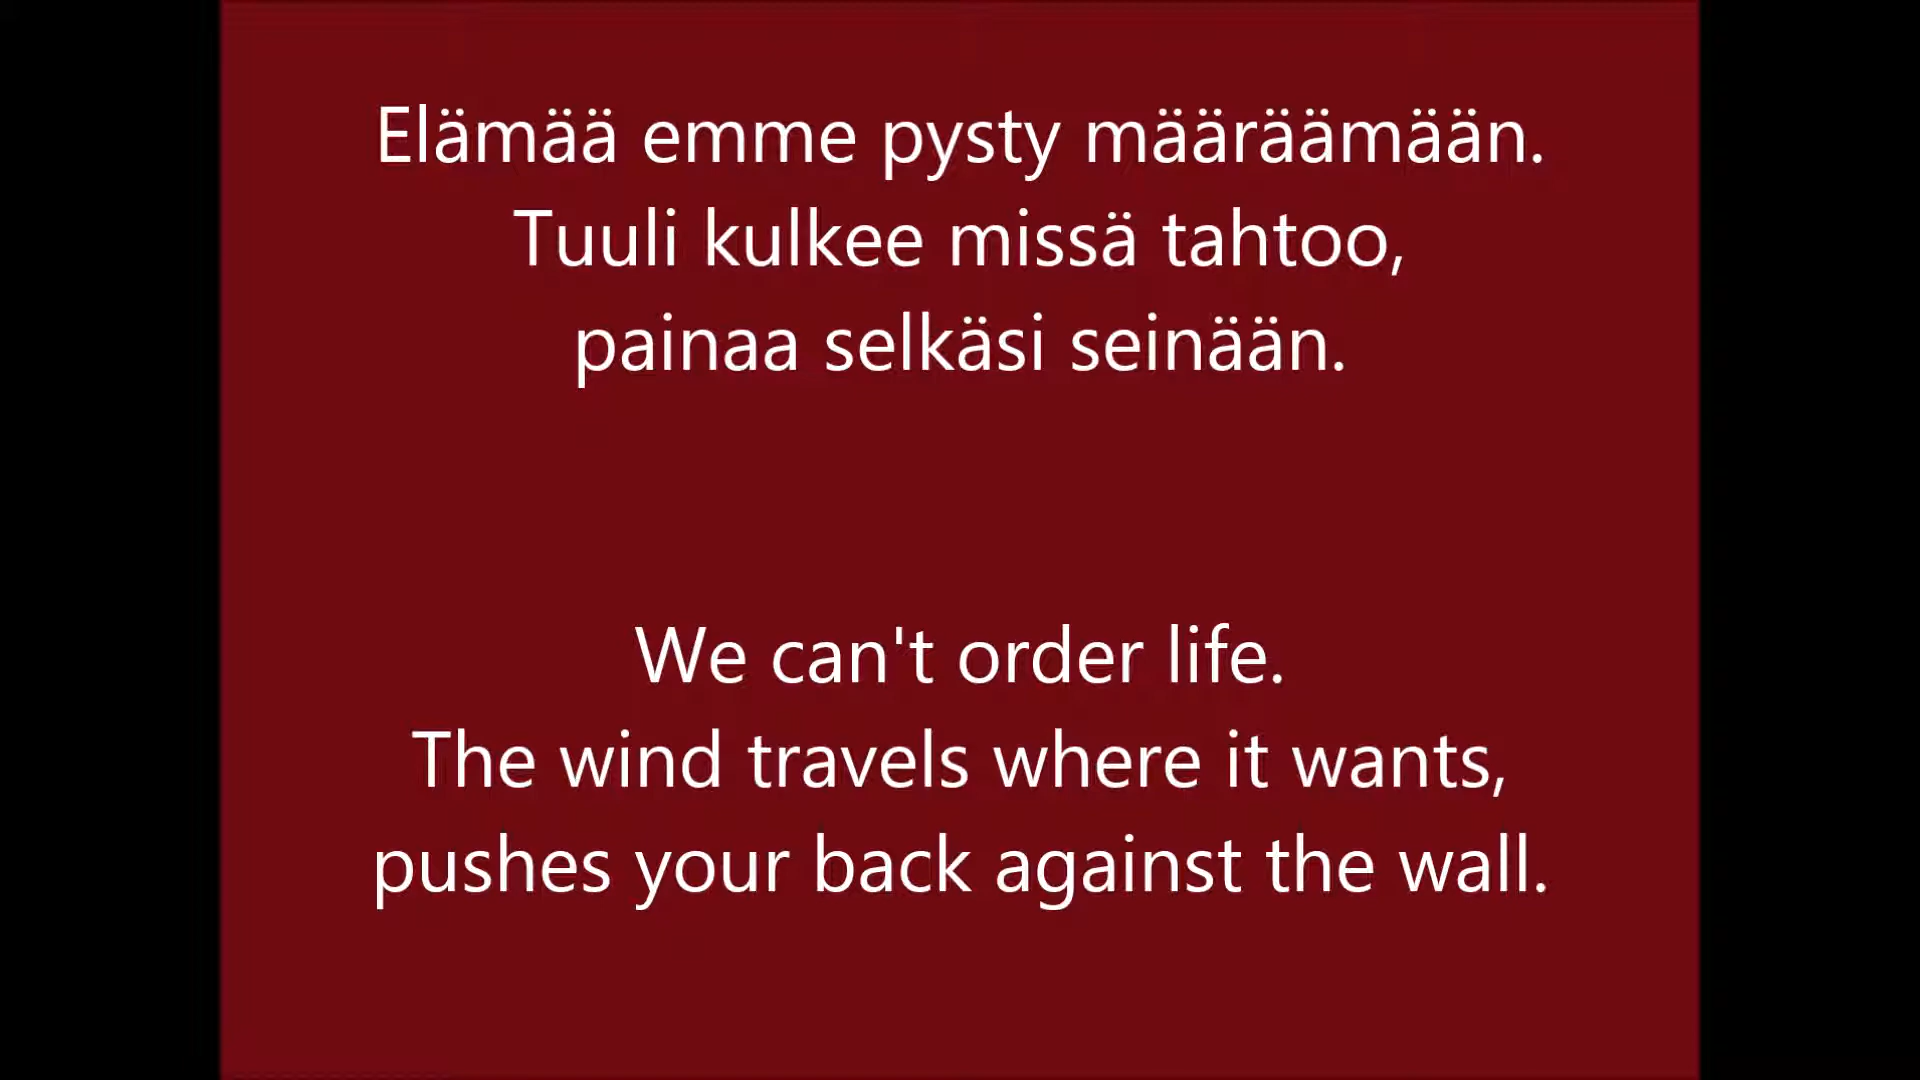 Elämää emme pysty määräämään.
Tuuli kulkee missä tahtoo,
painaa selkäsi seinään.
We can't order life.
The wind travels where it wants,
pushes your back against the wall.